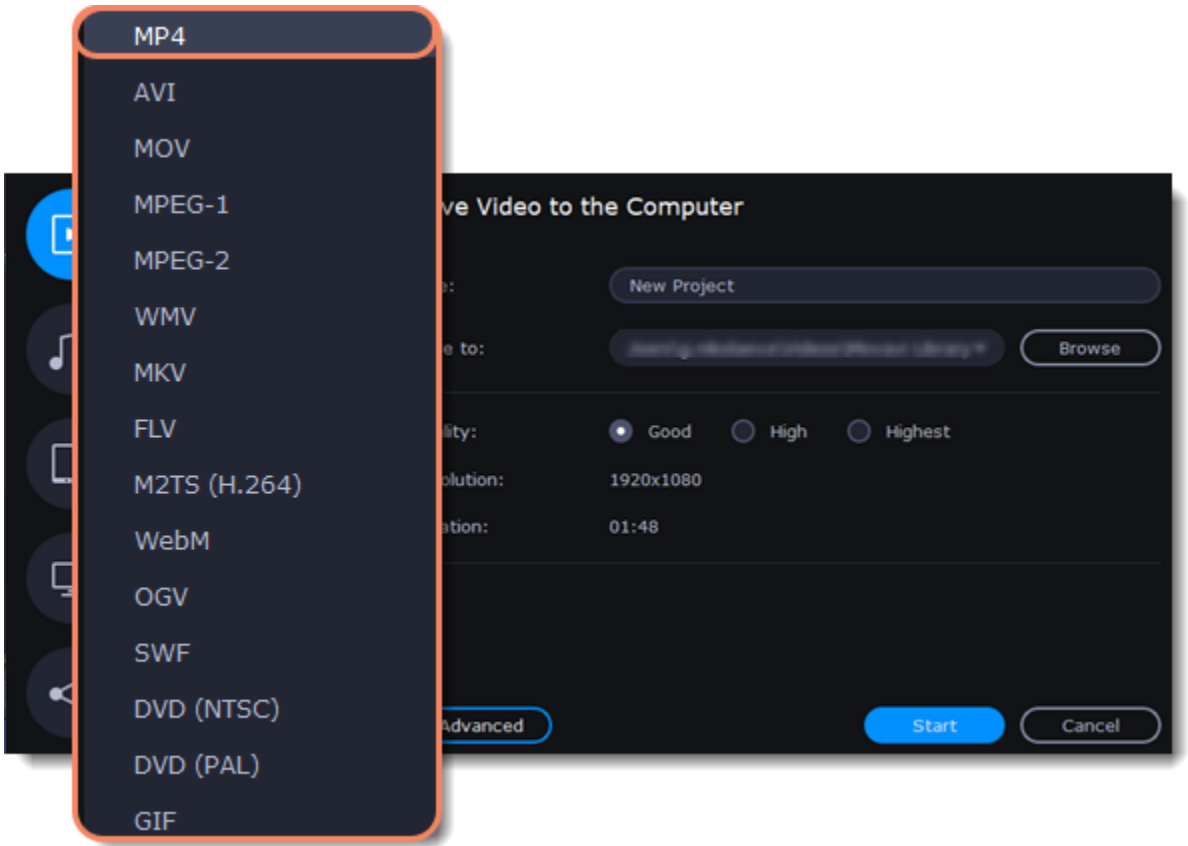 MP4
AVI
MOV
MPEG-1
MPEG-2
WMV
MKV
FLV
M2TS (H.264)
WebM
OGV
SWF
DVD (NTSC)
DVD (PAL)
GIF
ve Video to the Computer
e: New Project
e to: Browse
lity: Good High Highest
olution: 1920x1080
ation: 01:48
Advanced Start Cancel